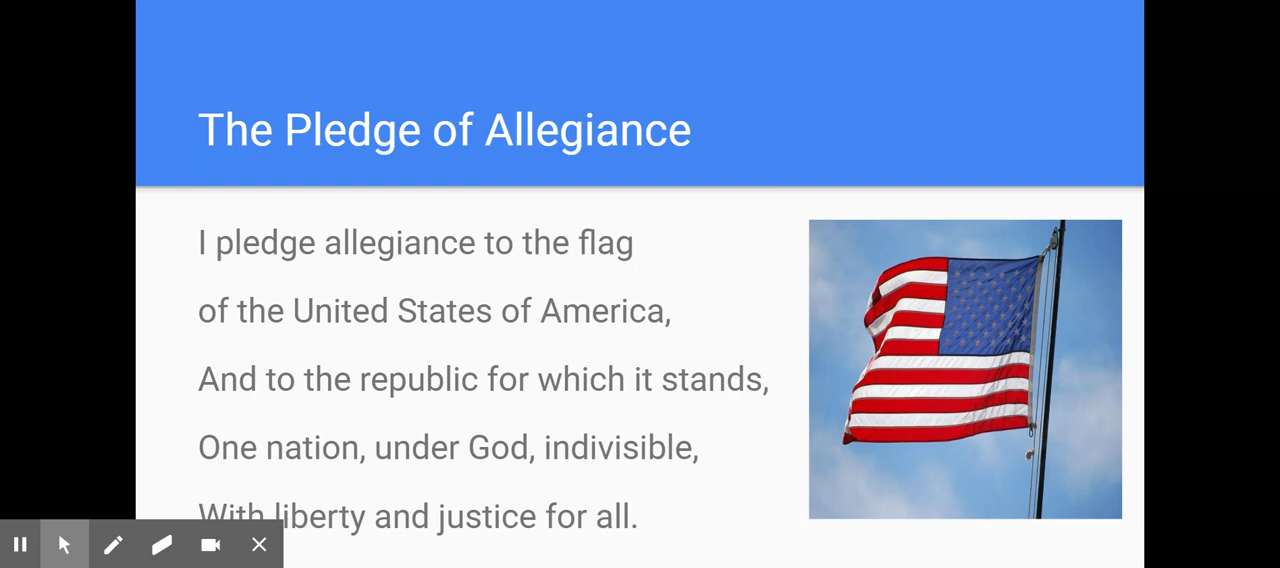 The Pledge of Allegiance
I pledge allegiance to the flag
of the United States of America,
And to the republic for which it stands,
One nation, under God, indivisible,
With liberty and justice for all.